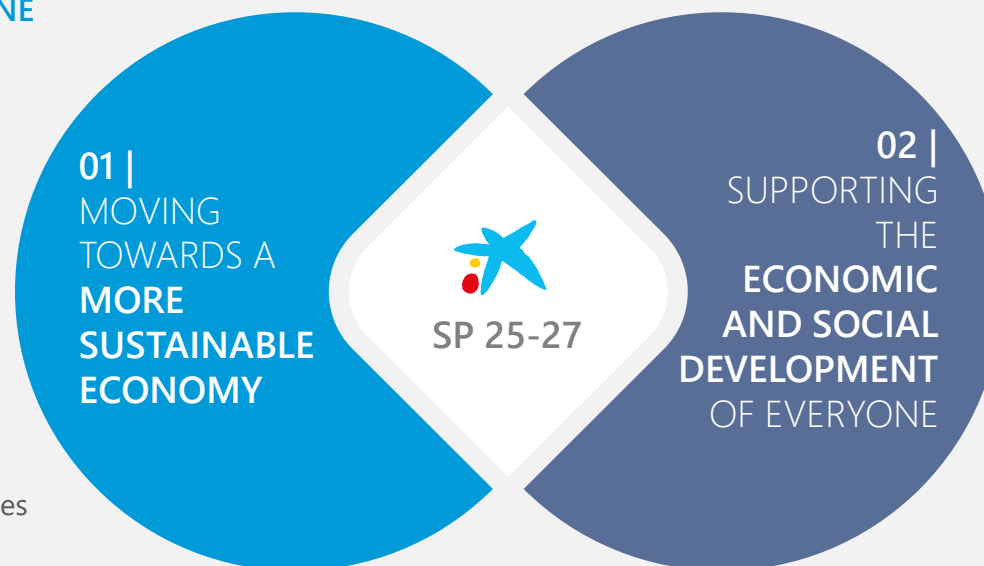 NE
01 |
MOVING
TOWARDS A
MORE
SUSTAINABLE
ECONOMY
SP 25-27
02 |
SUPPORTING
THE
ECONOMIC
AND SOCIAL
DEVELOPMENT
OF EVERYONE
es